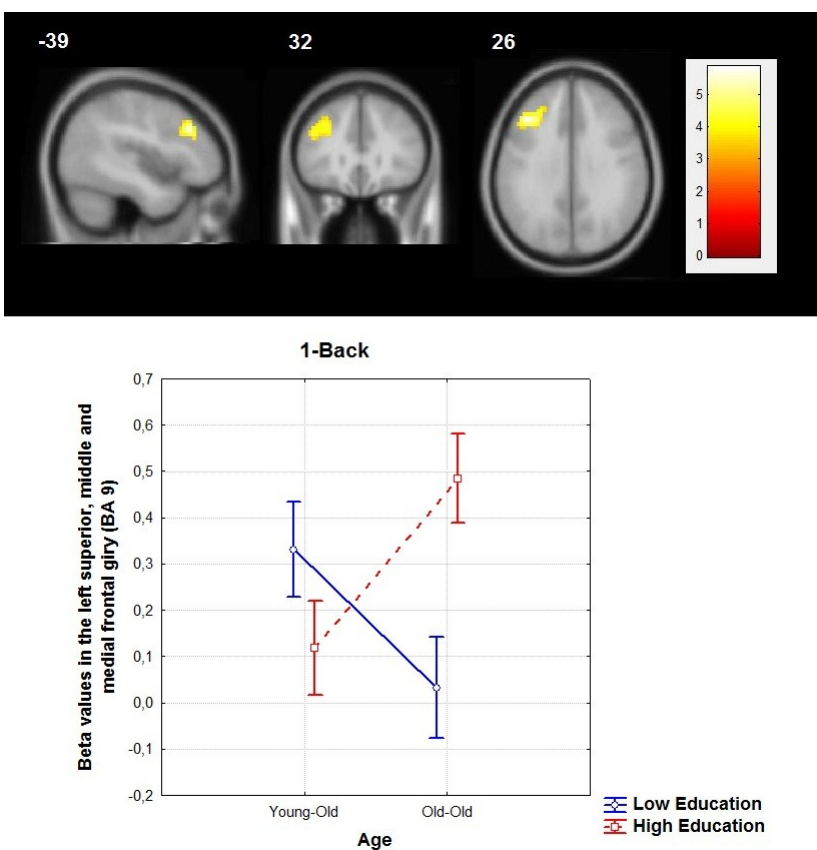 -39
32
26
5
4
3
2
1
0
1-Back
Beta values in the left superior, middle and
medial frontal giry (BA 9)
0,7
0,6
0,5
0,4
0,3
0,2
0,1
0,0
-0,1
-0,2
Young-Old
Old-Old
Age
Low Education
High Education